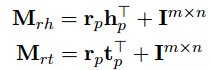 M_{rh} = r_p h_p^⊤ + I^{m×n}
M_{rt} = r_p t_p^⊤ + I^{m×n}